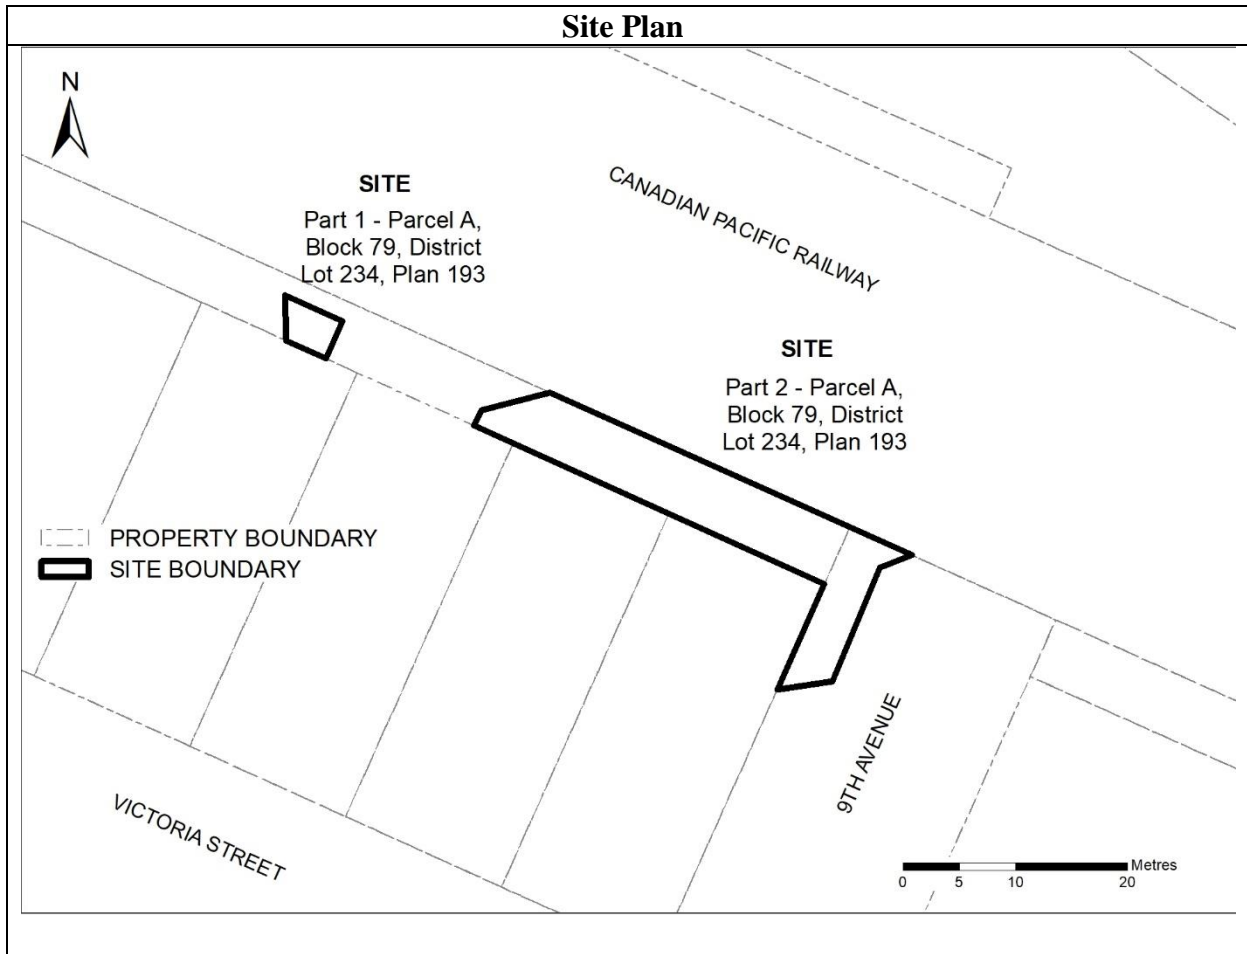 Site Plan
N
SITE
Part 1 - Parcel A,
Block 79, District
Lot 234, Plan 193
CANADIAN PACIFIC RAILWAY
SITE
Part 2 - Parcel A,
Block 79, District
Lot 234, Plan 193
PROPERTY BOUNDARY
SITE BOUNDARY
9TH AVENUE
VICTORIA STREET
Metres
0 5 10 20